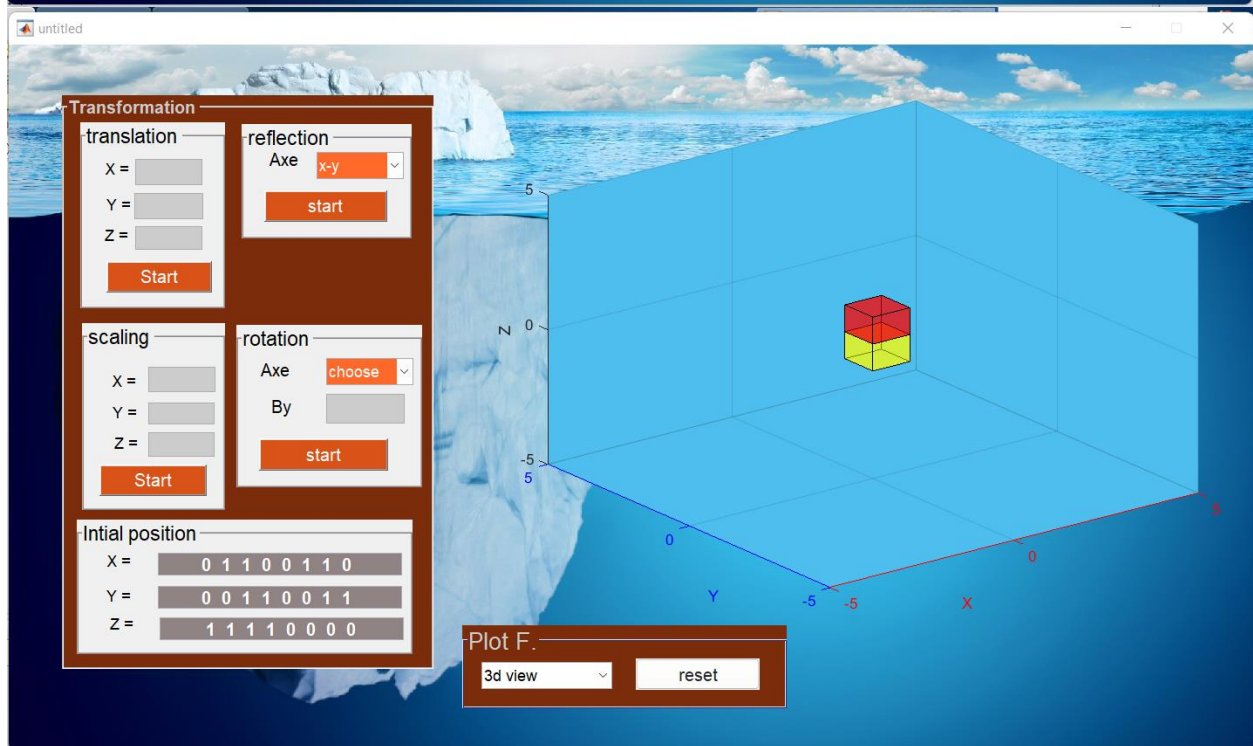 untitled
Transformation
translation
X =
Y =
Z =
Start
reflection
Axe x-y
start
scaling
X =
Y =
Z =
Start
rotation
Axe choose
By
start
Intial position
X = 0 1 1 0 0 1 1 0
Y = 0 0 1 1 0 0 1 1
Z = 1 1 1 1 0 0 0 0
5
0
-5
Z
5
0
-5
Y
-5
0
5
X
Plot F.
3d view reset